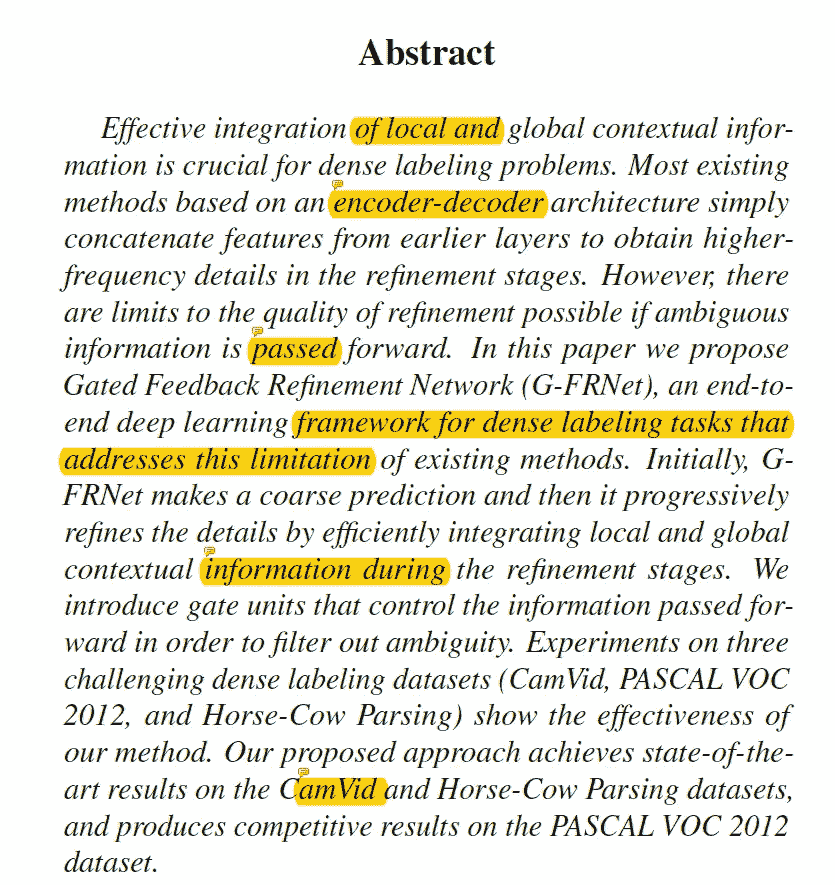 Abstract
Effective integration of local and global contextual infor-
mation is crucial for dense labeling problems. Most existing
methods based on an encoder-decoder architecture simply
concatenate features from earlier layers to obtain higher-
frequency details in the refinement stages. However, there
are limits to the quality of refinement possible if ambiguous
information is passed forward. In this paper we propose
Gated Feedback Refinement Network (G-FRNet), an end-to-
end deep learning framework for dense labeling tasks that
addresses this limitation of existing methods. Initially, G-
FRNet makes a coarse prediction and then it progressively
refines the details by efficiently integrating local and global
contextual information during the refinement stages. We
introduce gate units that control the information passed for-
ward in order to filter out ambiguity. Experiments on three
challenging dense labeling datasets (CamVid, PASCAL VOC
2012, and Horse-Cow Parsing) show the effectiveness of
our method. Our proposed approach achieves state-of-the-
art results on the CamVid and Horse-Cow Parsing datasets,
and produces competitive results on the PASCAL VOC 2012
dataset.